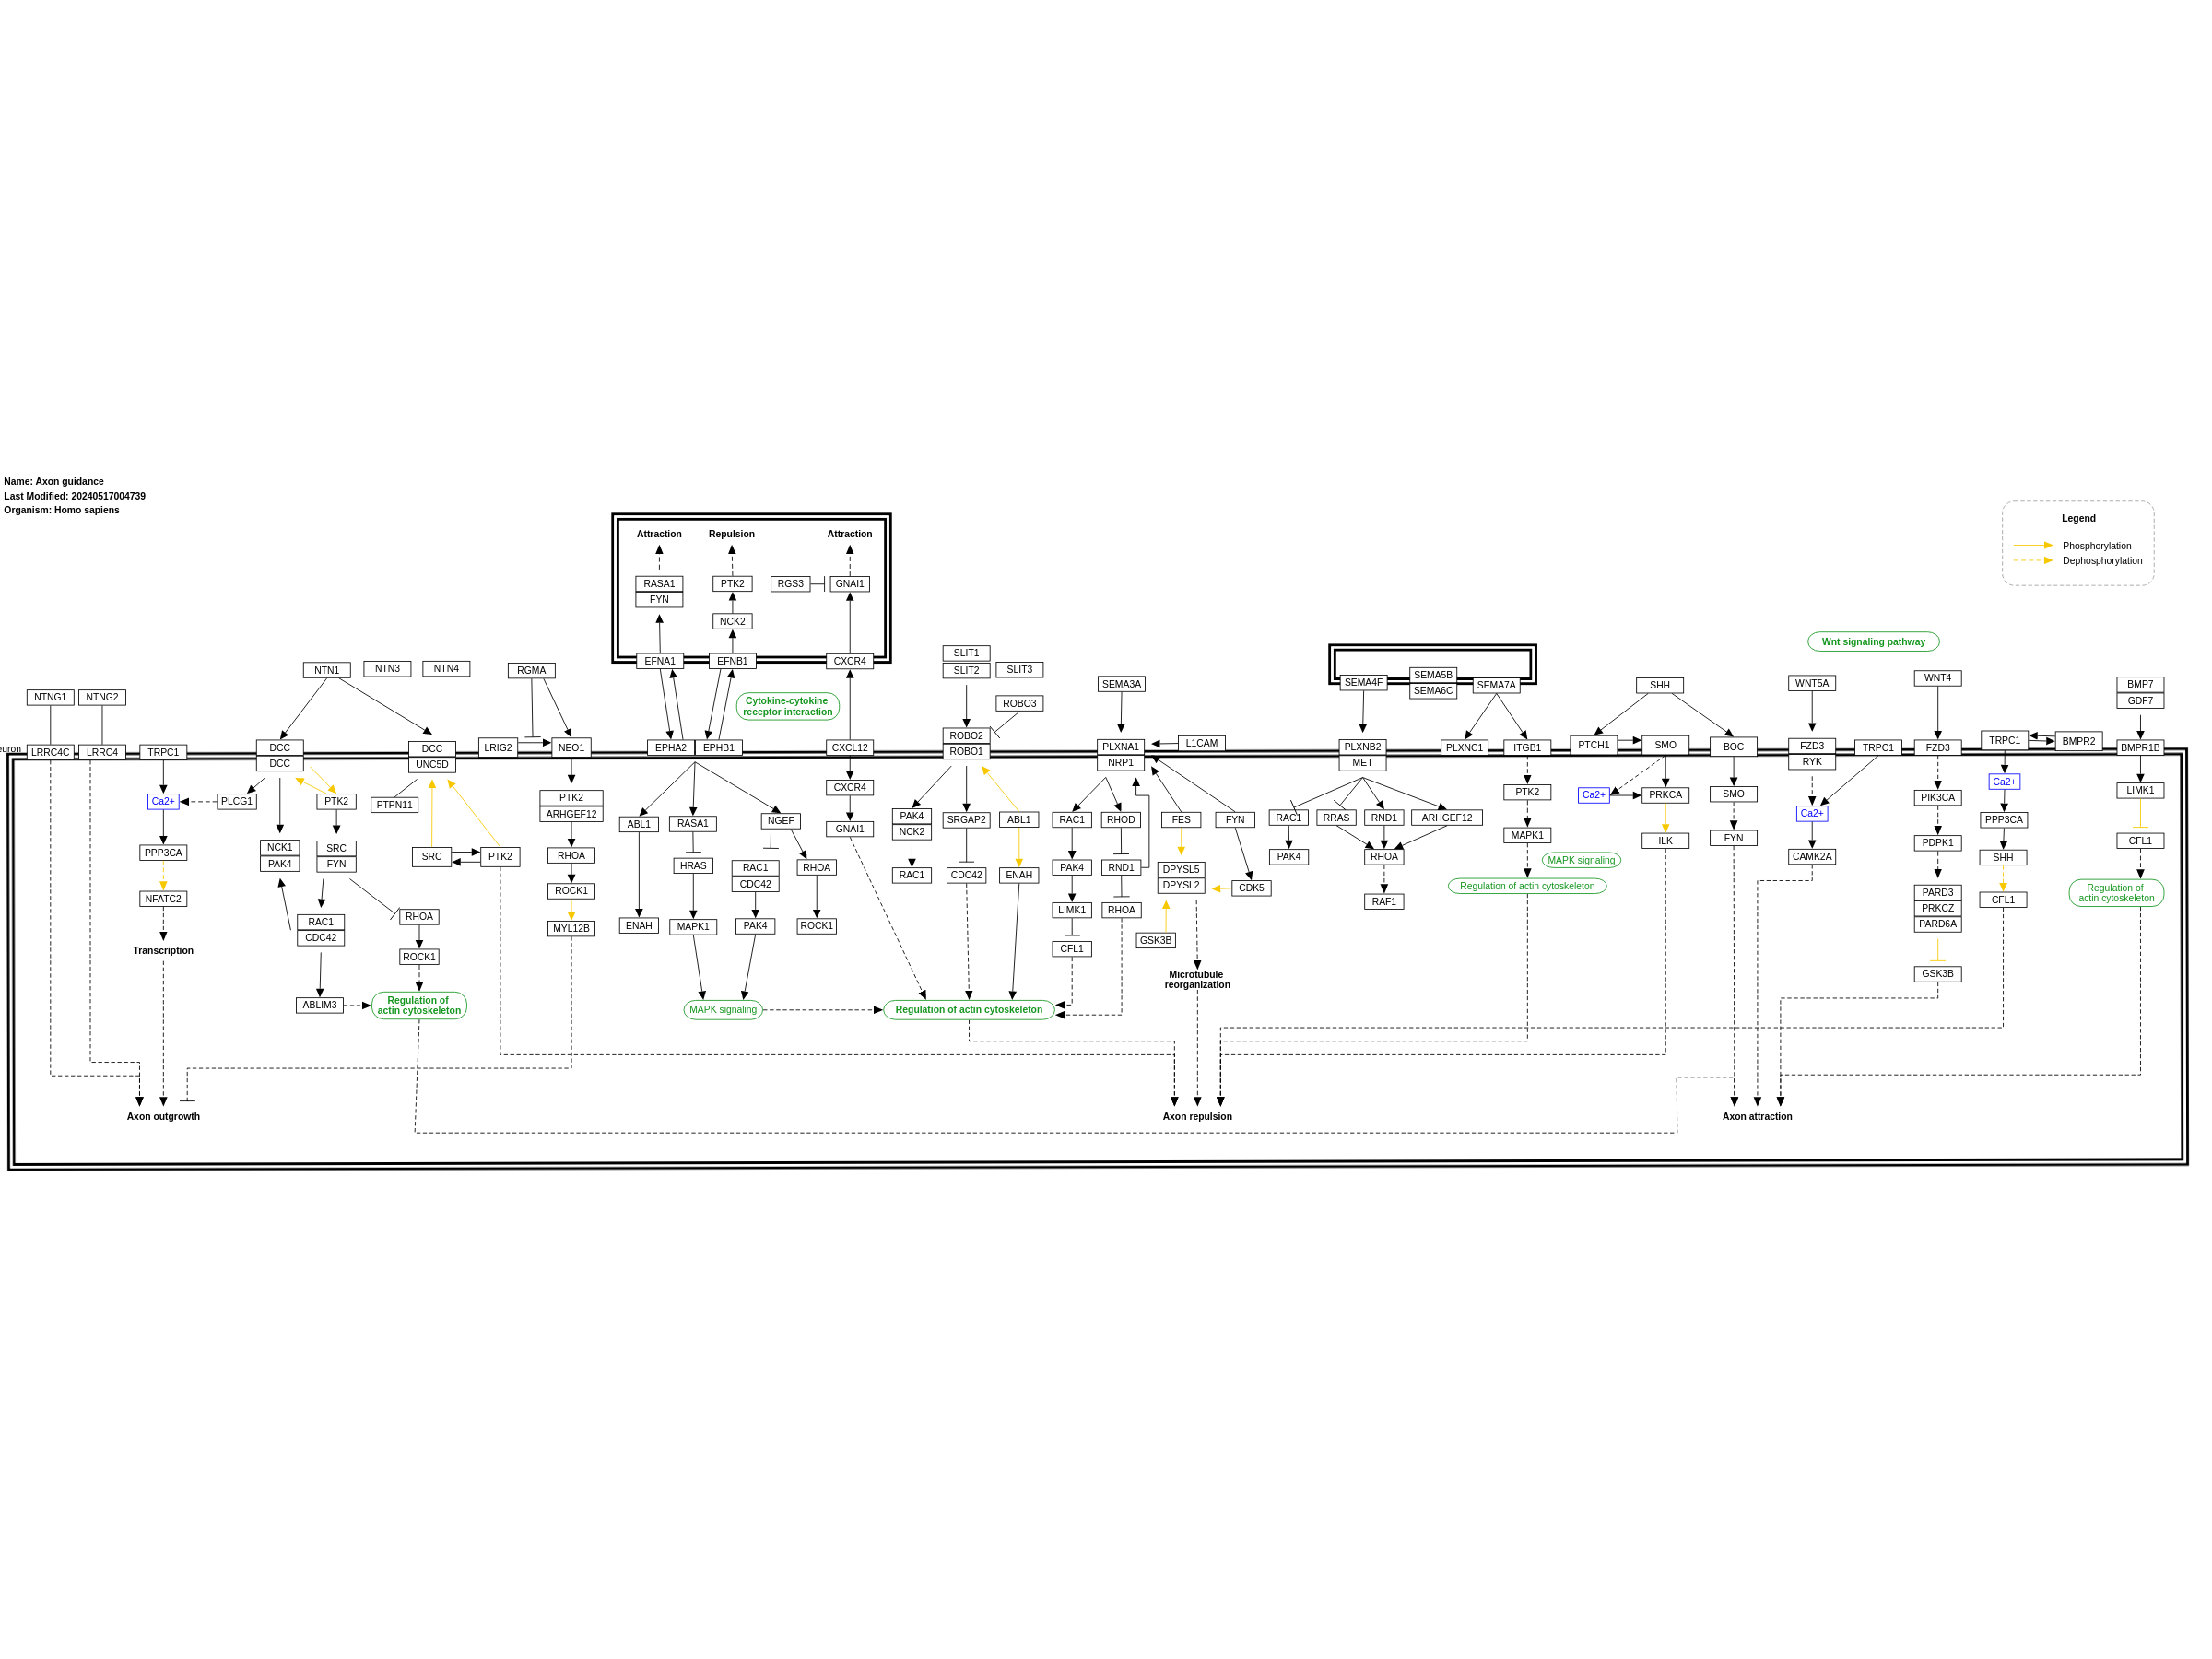 Name: Axon guidance
Last Modified: 20240517004739
Organism: Homo sapiens
Legend
Phosphorylation
Dephosphorylation
Attraction
Repulsion
Attraction
RASA1
FYN
PTK2
NCK2
RGS3
GNAI1
EFNA1
EFNB1
CXCR4
Cytokine-cytokine
receptor interaction
Wnt signaling pathway
NTNG1
NTNG2
NTN1
NTN3
NTN4
RGMA
SLIT1
SLIT2
SLIT3
ROBO3
SEMA3A
L1CAM
SEMA4F
SEMA5B
SEMA6C
SEMA7A
SHH
WNT5A
WNT4
BMP7
GDF7
euron
LRRC4C
LRRC4
TRPC1
DCC
DCC
DCC
UNC5D
LRIG2
NEO1
EPHA2
EPHB1
CXCL12
ROBO2
ROBO1
PLXNA1
NRP1
PLXNB2
MET
PLXNC1
ITGB1
PTCH1
SMO
BOC
FZD3
RYK
TRPC1
FZD3
TRPC1
BMPR2
BMPR1B
Ca2+
PLCG1
PTK2
PTPN11
PTK2
ARHGEF12
CXCR4
PTK2
Ca2+
PRKCA
SMO
Ca2+
PIK3CA
Ca2+
LIMK1
ABL1
RASA1
NGEF
GNAI1
PAK4
NCK2
SRGAP2
ABL1
RAC1
RHOD
FES
FYN
RAC1
RRAS
RND1
ARHGEF12
MAPK1
ILK
FYN
PPP3CA
CFL1
PPP3CA
NCK1
PAK4
SRC
FYN
SRC
PTK2
RHOA
HRAS
RAC1
CDC42
RHOA
RAC1
CDC42
ENAH
PAK4
RND1
DPYSL5
DPYSL2
CDK5
PAK4
RHOA
MAPK signaling
Regulation of actin cytoskeleton
CAMK2A
PDPK1
SHH
NFATC2
RAC1
CDC42
RHOA
ROCK1
ROCK1
MYL12B
ENAH
MAPK1
PAK4
ROCK1
LIMK1
RHOA
CFL1
GSK3B
RAF1
PARD3
PRKCZ
PARD6A
GSK3B
CFL1
Regulation of
actin cytoskeleton
Transcription
ABLIM3
Regulation of
actin cytoskeleton
MAPK signaling
Regulation of actin cytoskeleton
Microtubule
reorganization
Axon outgrowth
Axon repulsion
Axon attraction